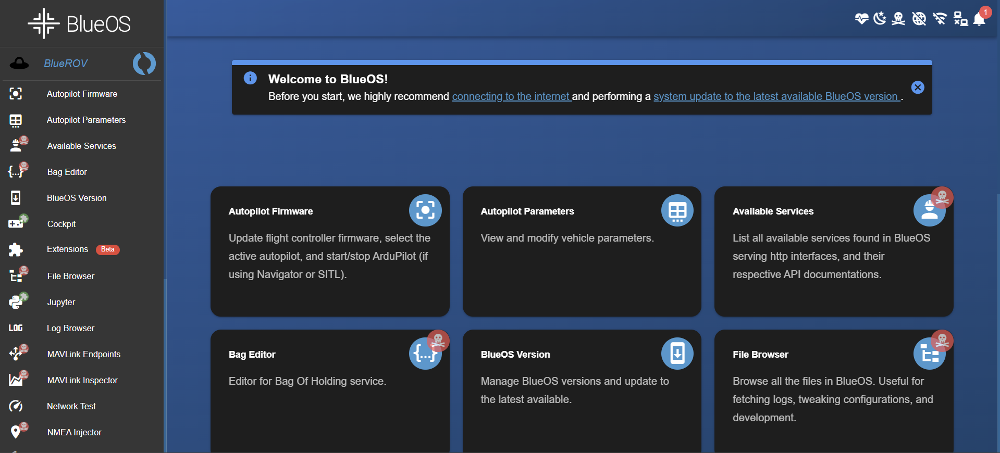 BlueOS
1
BlueROV
Autopilot Firmware
Autopilot Parameters
Available Services
Bag Editor
BlueOS Version
Cockpit
Extensions Beta
File Browser
Jupyter
LOG Log Browser
MAVLink Endpoints
MAVLink Inspector
Network Test
NMEA Injector
Welcome to BlueOS!
Before you start, we highly recommend connecting to the internet and performing a system update to the latest available BlueOS version .
Autopilot Firmware
Update flight controller firmware, select the
active autopilot, and start/stop ArduPilot (if
using Navigator or SITL).
Autopilot Parameters
View and modify vehicle parameters.
Available Services
List all available services found in BlueOS
serving http interfaces, and their
respective API documentations.
Bag Editor
Editor for Bag Of Holding service.
BlueOS Version
Manage BlueOS versions and update to
the latest available.
File Browser
Browse all the files in BlueOS. Useful for
fetching logs, tweaking configurations, and
development.